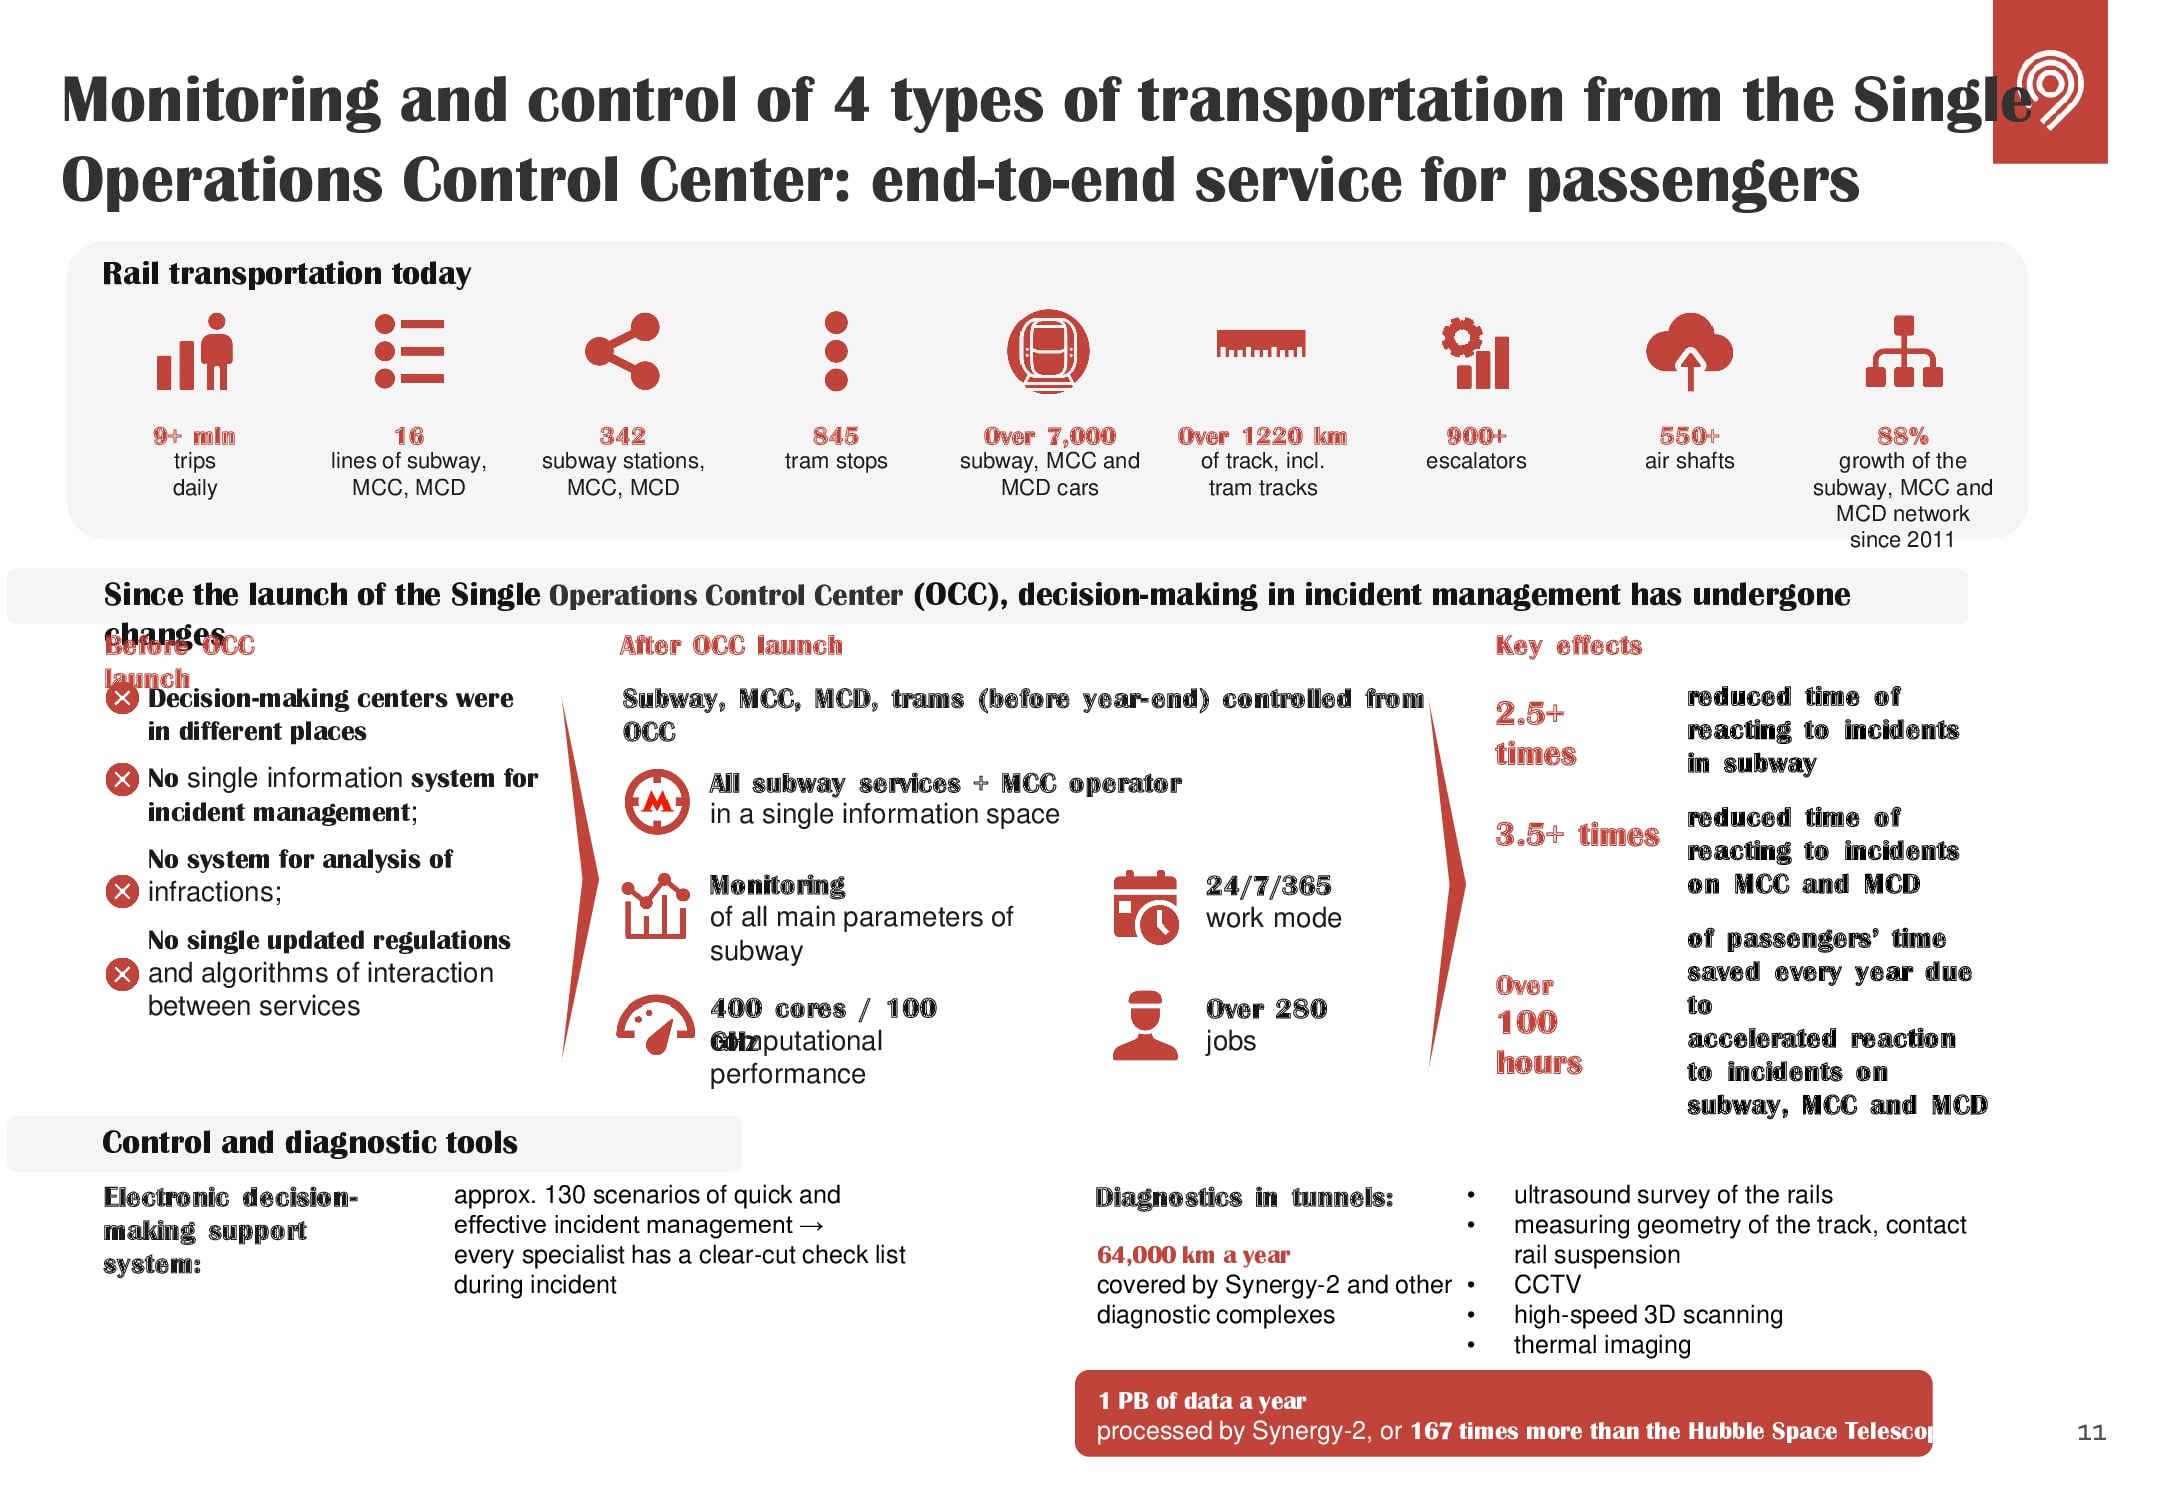 Monitoring and control of 4 types of transportation from the Single
Operations Control Center: end-to-end service for passengers
Rail transportation today
9+ mln
trips
daily
16
lines of subway,
MCC, MCD
342
subway stations,
MCC, MCD
845
tram stops
Over 7,000
subway, MCC and
MCD cars
Over 1220 km
of track, incl.
tram tracks
900+
escalators
550+
air shafts
88%
growth of the
subway, MCC and
MCD network
since 2011
Since the launch of the Single Operations Control Center (OCC), decision-making in incident management has undergone
changes
Before OCC
launch
Decision-making centers were
in different places
No single information system for
incident management;
No system for analysis of
infractions;
No single updated regulations
and algorithms of interaction
between services
After OCC launch
Subway, MCC, MCD, trams (before year-end) controlled from
OCC
All subway services + MCC operator
in a single information space
Monitoring
of all main parameters of
subway
24/7/365
work mode
400 cores / 100
GHz
computational
performance
Over 280
jobs
Key effects
2.5+
times
reduced time of
reacting to incidents
in subway
3.5+ times
reduced time of
reacting to incidents
on MCC and MCD
Over
100
hours
of passengers' time
saved every year due
to
accelerated reaction
to incidents on
subway, MCC and MCD
Control and diagnostic tools
Electronic decision-
making support
system:
approx. 130 scenarios of quick and
effective incident management →
every specialist has a clear-cut check list
during incident
Diagnostics in tunnels:
64,000 km a year
covered by Synergy-2 and other
diagnostic complexes
• ultrasound survey of the rails
• measuring geometry of the track, contact
rail suspension
• CCTV
• high-speed 3D scanning
• thermal imaging
1 PB of data a year
processed by Synergy-2, or 167 times more than the Hubble Space
11